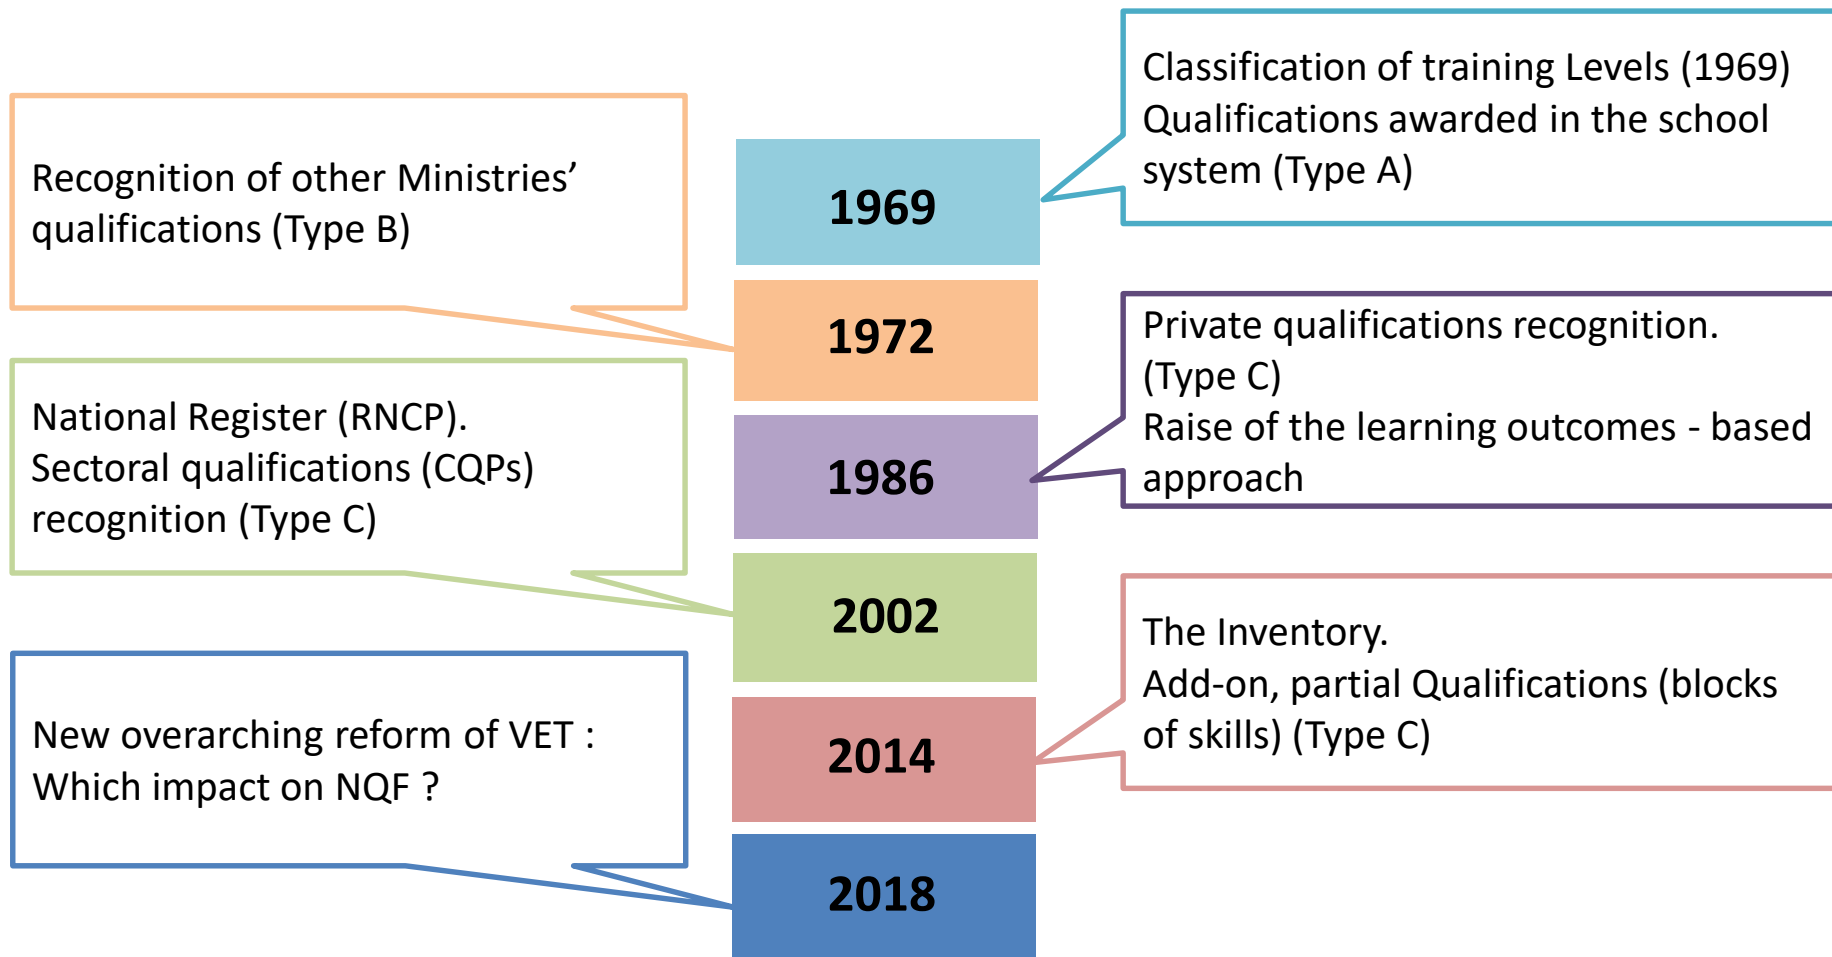 1969
Classification of training Levels (1969)
Qualifications awarded in the school
system (Type A)
1972
Recognition of other Ministries’
qualifications (Type B)
1986
Private qualifications recognition.
(Type C)
Raise of the learning outcomes - based
approach
2002
National Register (RNCP).
Sectoral qualifications (CQPs)
recognition (Type C)
2014
The Inventory.
Add-on, partial Qualifications (blocks
of skills) (Type C)
2018
New overarching reform of VET :
Which impact on NQF ?